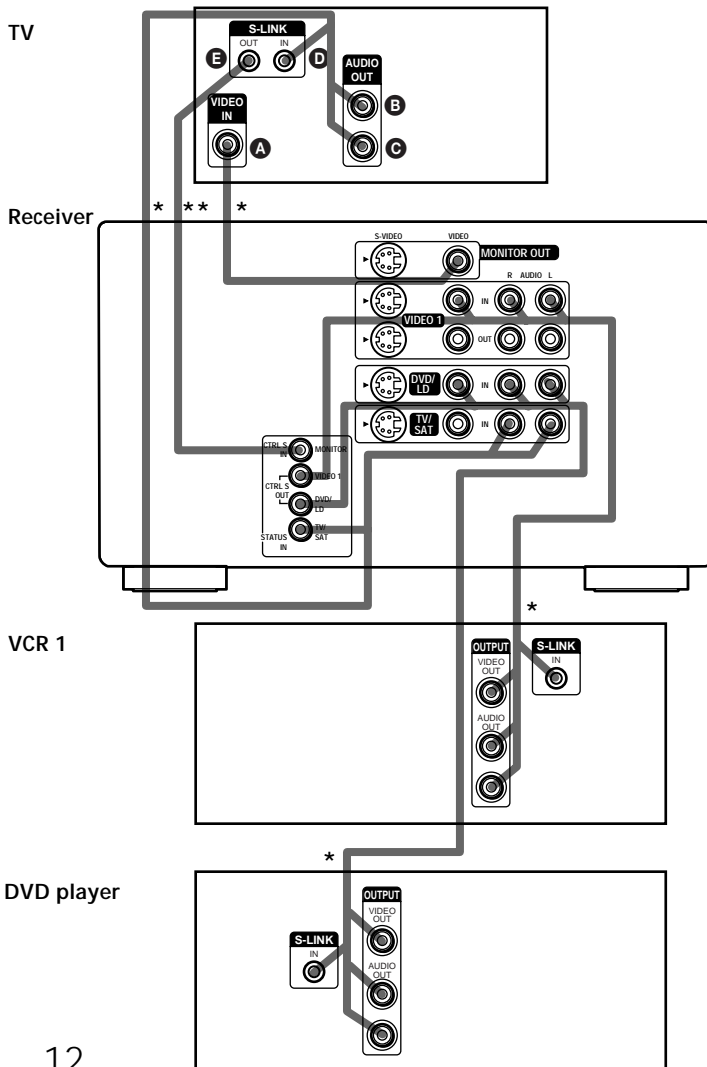 TV
S-LINK
OUT IN
E D
AUDIO
OUT
B
VIDEO
IN
A C
* ** *
Receiver
S-VIDEO VIDEO
MONITOR OUT
R AUDIO L
IN
VIDEO 1
OUT
DVD/
LD
IN
TV/
SAT
IN
CTRL S
IN
MONITOR
VIDEO 1
CTRL S
OUT
DVD/
LD
TV/
SAT
STATUS
IN
*
VCR 1
OUTPUT
VIDEO
OUT
S-LINK
IN
AUDIO
OUT
*
DVD player
OUTPUT
VIDEO
OUT
S-LINK
IN
AUDIO
OUT
12